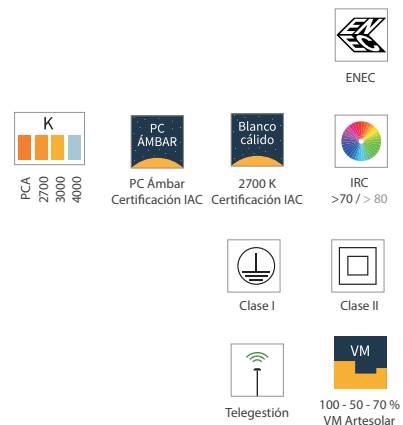 ENEC
K
PCA
2700
3000
4000
PC
ÁMBAR
PC Ámbar
Certificación IAC
Blanco
cálido
2700 K
Certificación IAC
IRC
>70 / > 80
Clase I
Clase II
Telegestión
VM
100 - 50 - 70 %
VM Artesolar